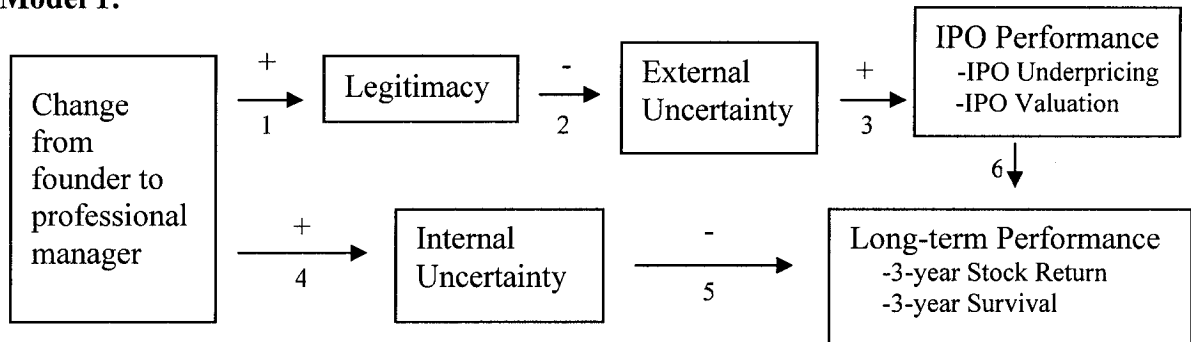 Model 1:
IPO Performance
-IPO Underpricing
-IPO Valuation
+
Legitimacy
-
External
Uncertainty
+
1
2
3
Change
from
founder to
professional
manager
6
+
Internal
Uncertainty
-
4
5
Long-term Performance
-3-year Stock Return
-3-year Survival